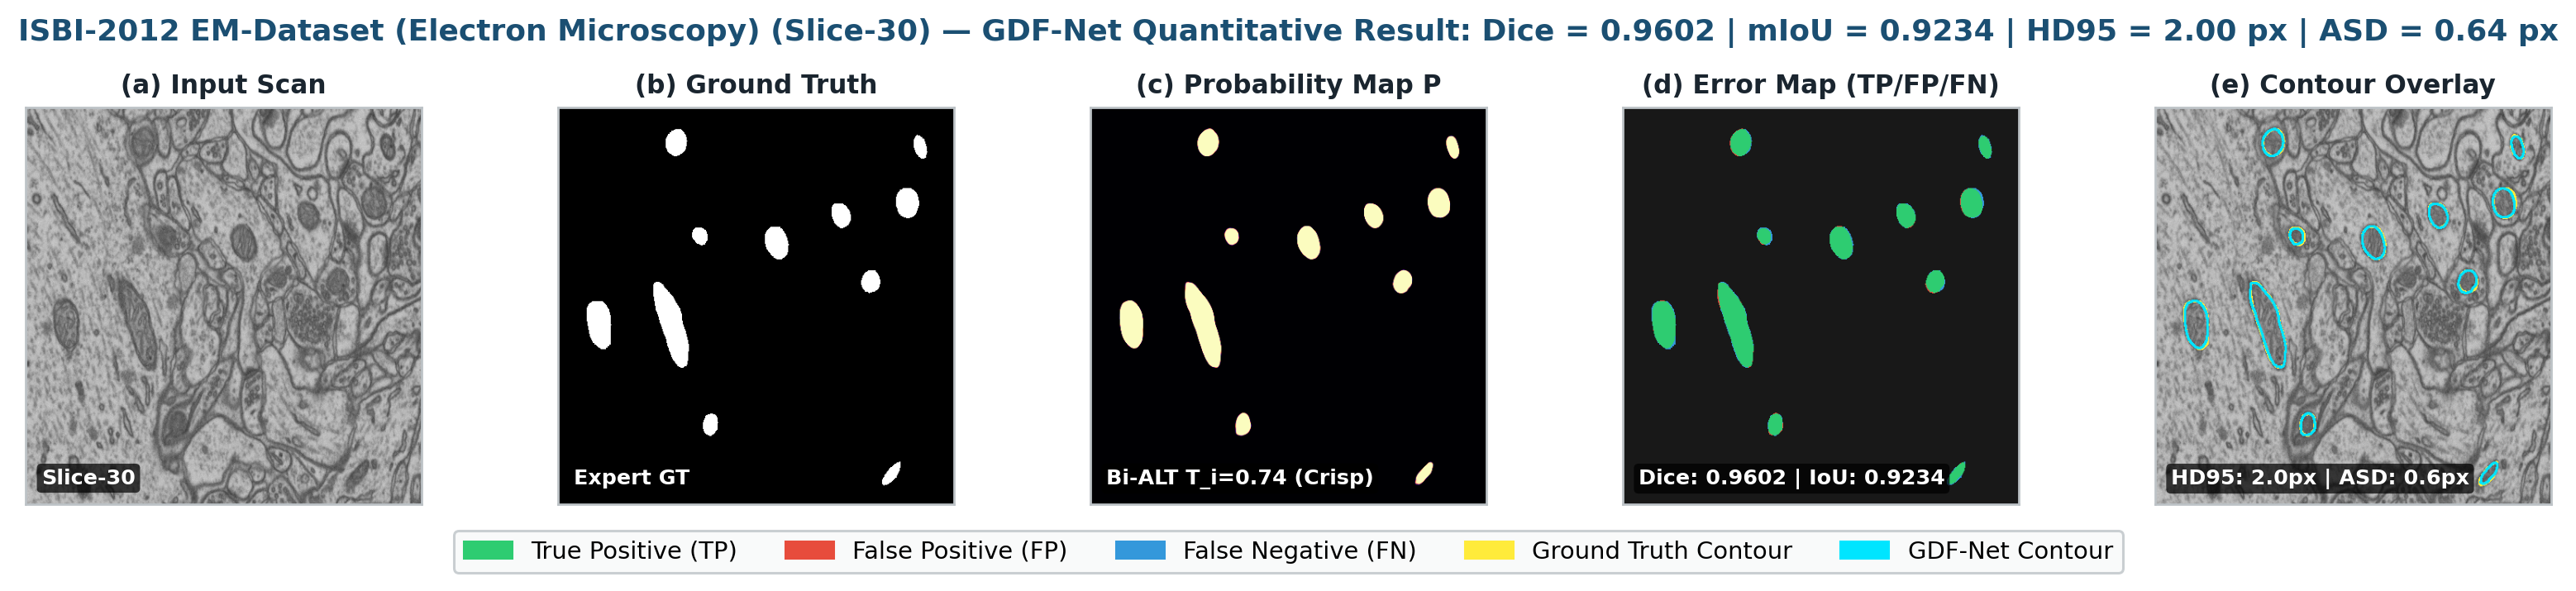 ISBI-2012 EM-Dataset (Electron Microscopy) (Slice-30) — GDF-Net Quantitative Result: Dice = 0.9602 | mIoU = 0.9234 | HD95 = 2.00 px | ASD = 0.64 px
(a) Input Scan
(b) Ground Truth
(c) Probability Map P
(d) Error Map (TP/FP/FN)
(e) Contour Overlay
Slice-30
Expert GT
Bi-ALT T_i=0.74 (Crisp)
Dice: 0.9602 | IoU: 0.9234
HD95: 2.0px | ASD: 0.6px
True Positive (TP)
False Positive (FP)
False Negative (FN)
Ground Truth Contour
GDF-Net Contour